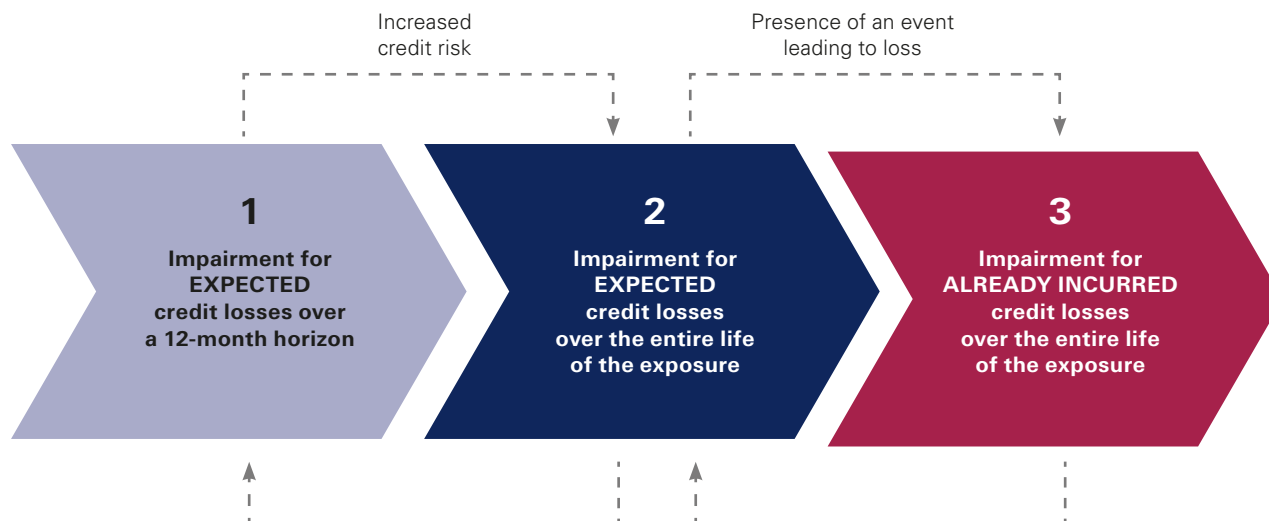 Increased
credit risk
Presence of an event
leading to loss
1
Impairment for
EXPECTED
credit losses over
a 12-month horizon
2
Impairment for
EXPECTED
credit losses
over the entire life
of the exposure
3
Impairment for
ALREADY INCURRED
credit losses
over the entire life
of the exposure